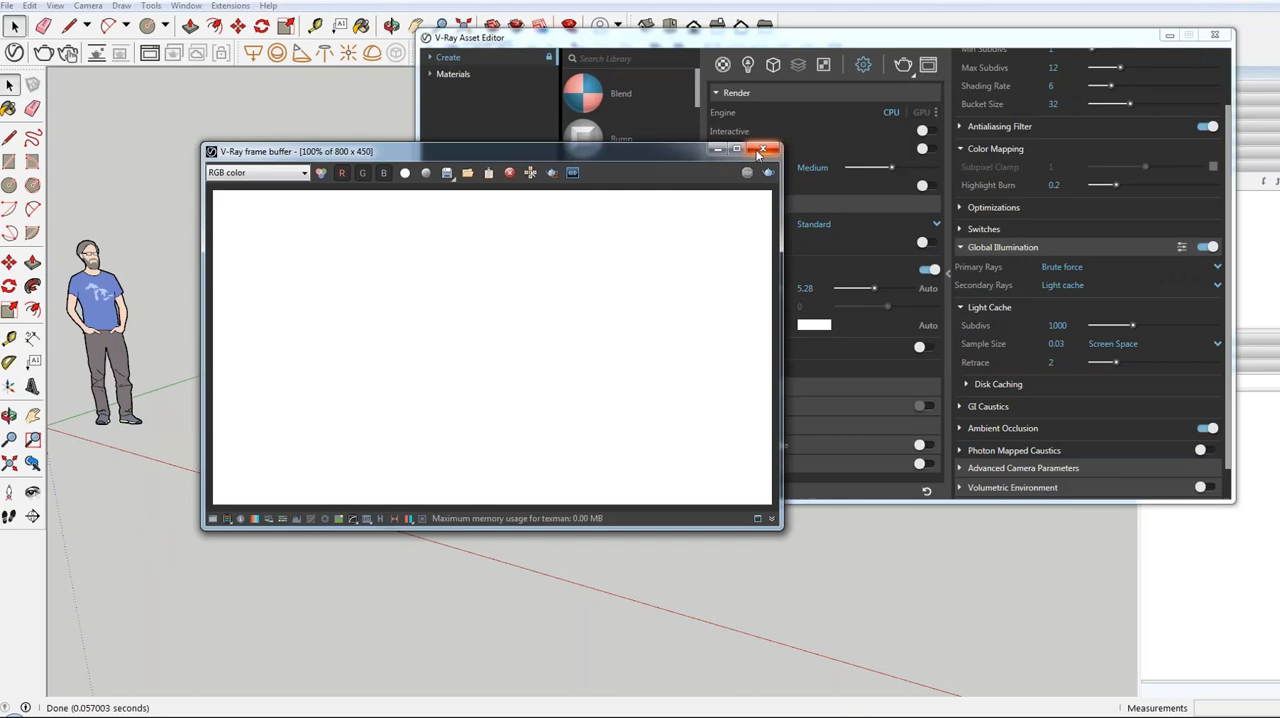 File Edit View Camera Draw Tools Window Extensions Help
V-Ray Asset Editor
Create
Materials
Search Library
Blend
Bump
Render
Engine CPU GPU
Interactive
Medium
Standard
5.28 Auto
0
Auto
Max Subdivs 12
Shading Rate 6
Bucket Size 32
Antialiasing Filter
Color Mapping
Subpixel Clamp 1
Highlight Burn 0.2
Optimizations
Switches
Global Illumination
Primary Rays Brute force
Secondary Rays Light cache
Light Cache
Subdivs 1000
Sample Size 0.03 Screen Space
Retrace 2
Disk Caching
GI Caustics
Ambient Occlusion
Photon Mapped Caustics
Advanced Camera Parameters
Volumetric Environment
V-Ray frame buffer - [100% of 800 x 450]
RGB color R G B
H Maximum memory usage for texman: 0.00 MB
Done (0.057003 seconds)
Measurements